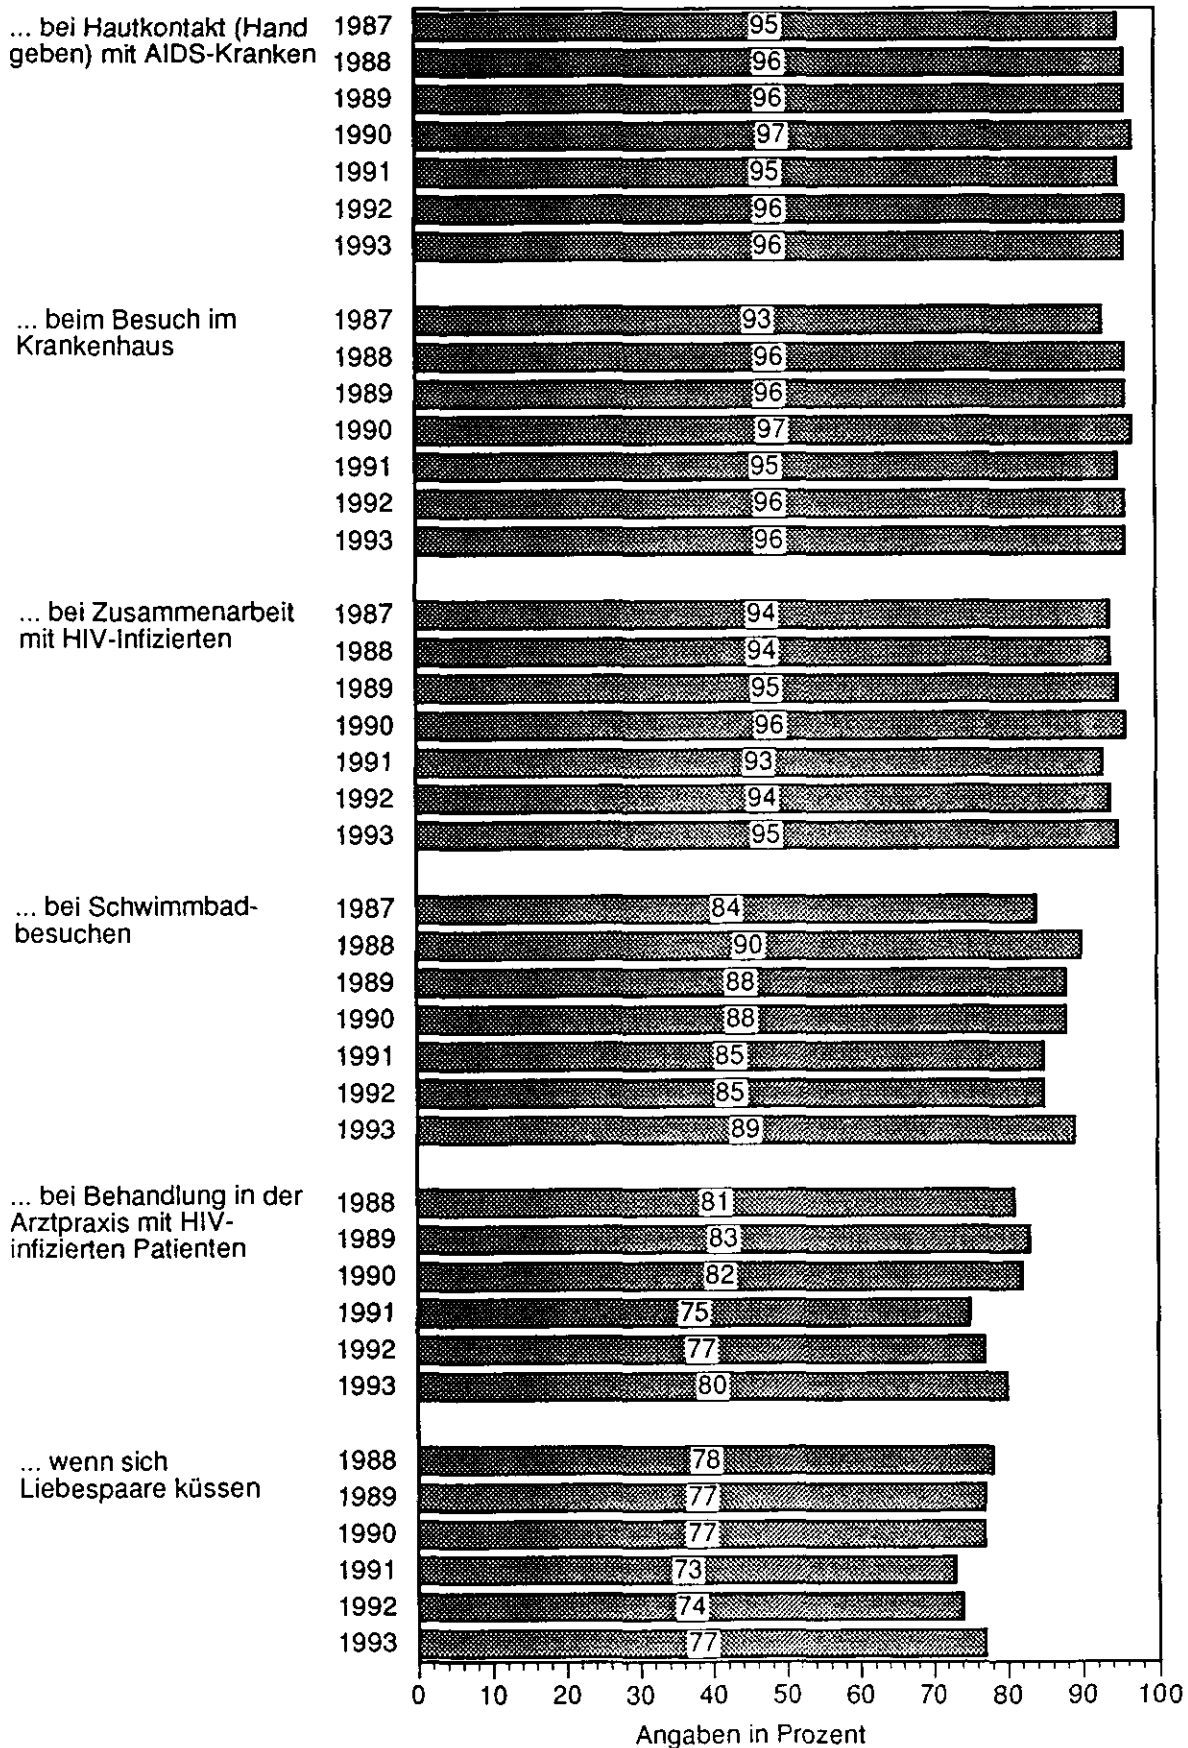 ... bei Hautkontakt (Hand 1987 95
geben) mit AIDS-Kranken 1988 96
1989 96
1990 97
1991 95
1992 96
1993 96
... beim Besuch im 1987 93
Krankenhaus 1988 96
1989 96
1990 97
1991 95
1992 96
1993 96
... bei Zusammenarbeit 1987 94
mit HIV-Infizierten 1988 94
1989 95
1990 96
1991 93
1992 94
1993 95
... bei Schwimmbad- 1987 84
besuchen 1988 90
1989 88
1990 88
1991 85
1992 85
1993 89
... bei Behandlung in der 1988 81
Arztpraxis mit HIV- 1989 83
infizierten Patienten 1990 82
1991 75
1992 77
1993 80
... wenn sich 1988 78
Liebespaare küssen 1989 77
1990 77
1991 73
1992 74
1993 77
0 10 20 30 40 50 60 70 80 90 100
Angaben in Prozent